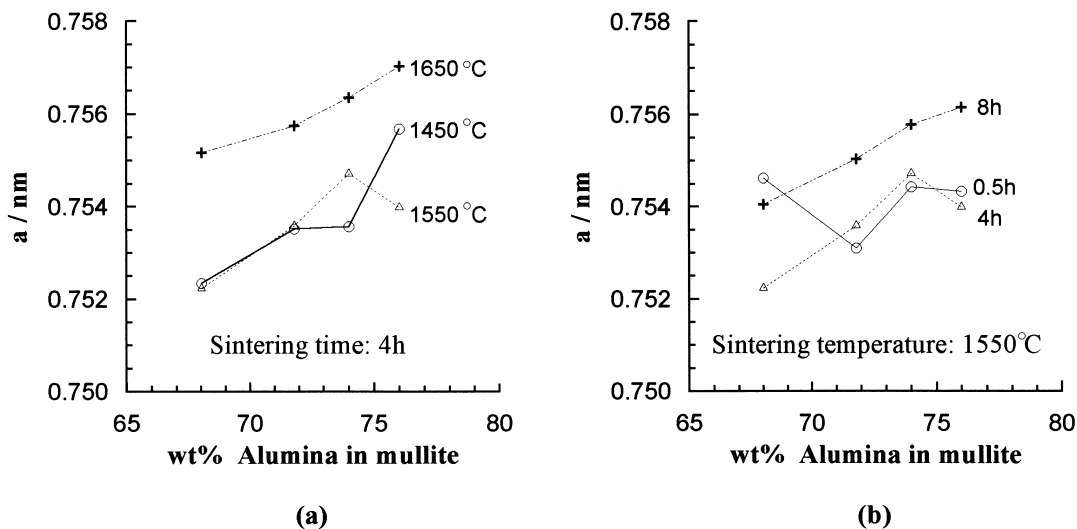 0.758
0.756
0.754
0.752
0.750
a / nm
1650 °C
1450 °C
1550 °C
Sintering time: 4h
65 70 75 80
wt% Alumina in mullite
(a)
0.758
0.756
0.754
0.752
0.750
a / nm
8h
0.5h
4h
Sintering temperature: 1550°C
65 70 75 80
wt% Alumina in mullite
(b)